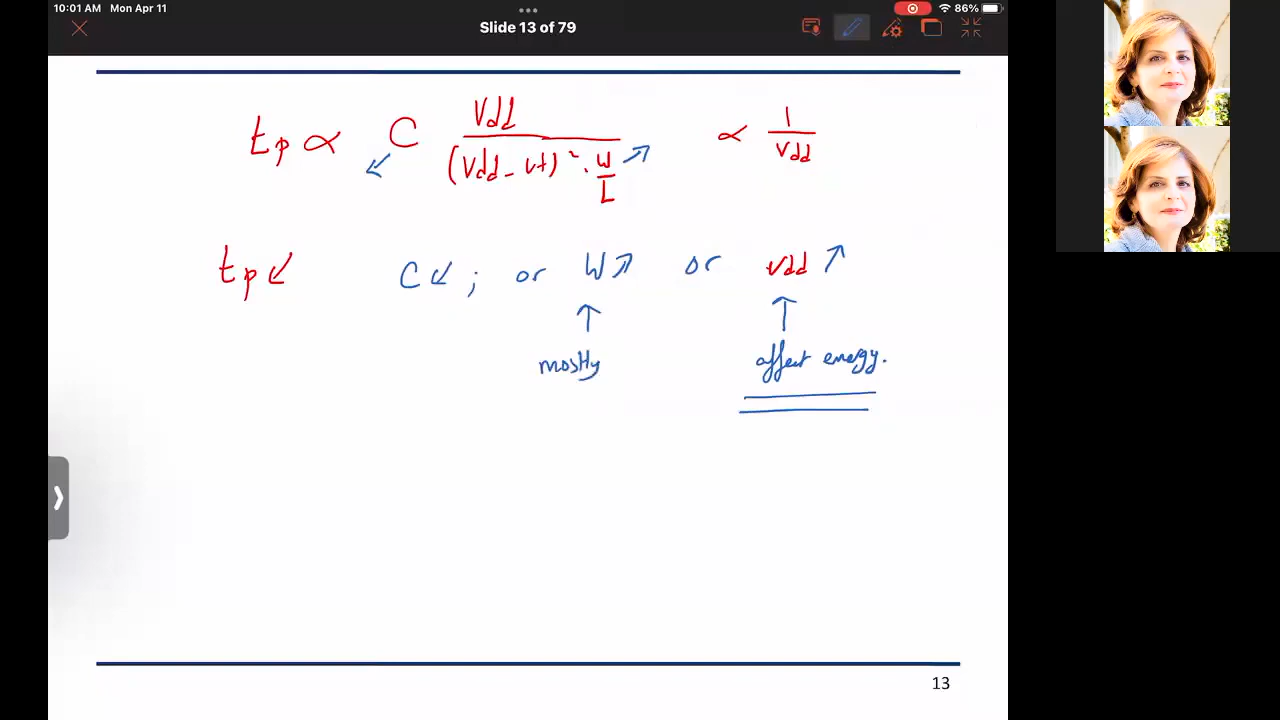 10:01 AM Mon Apr 11
86%
Slide 13 of 79
tp ∝ C Vdd / (Vdd - Vt)² · W/L ∝ 1/Vdd
tp ↙ C ↙ ; or W ↗ or Vdd ↗
↑ ↑
mostly affect energy.
13